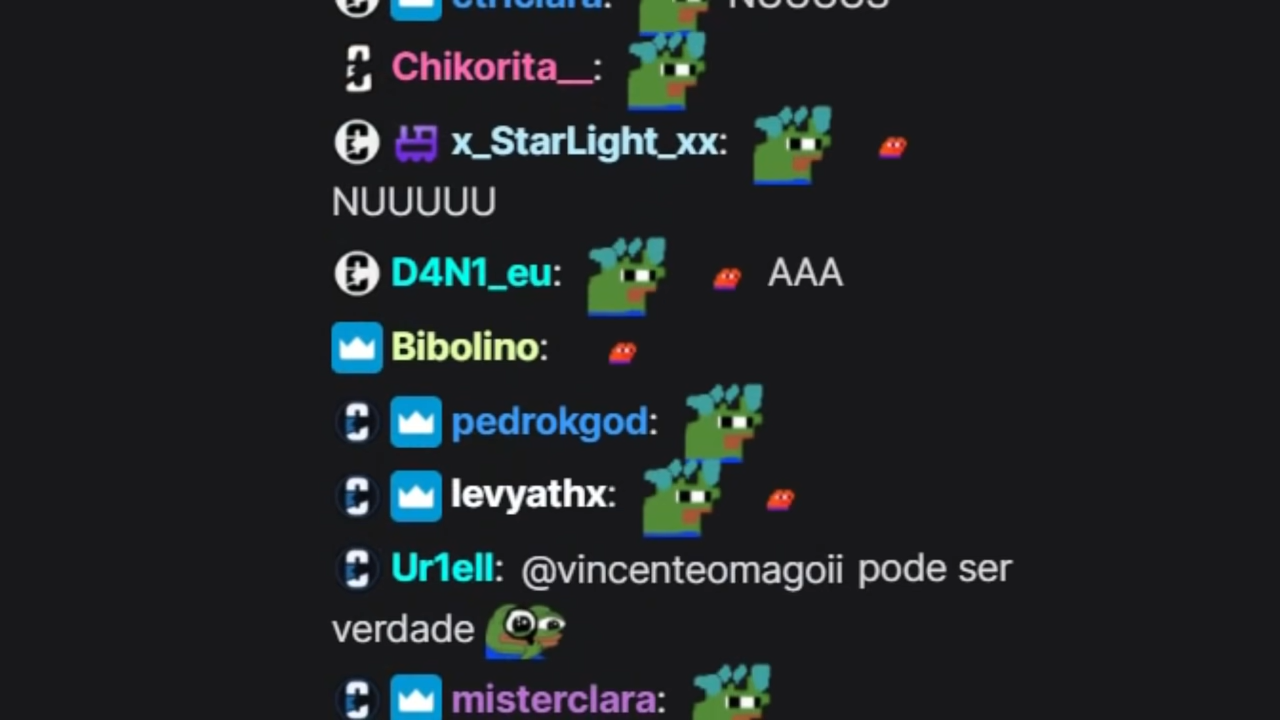 Chikorita__:
x_StarLight_xx:
NUUUUU
D4N1_eu: AAA
Bibolino:
pedrokgod:
levyathx:
Ur1ell: @vincenteomagoii pode ser
verdade
misterclara: